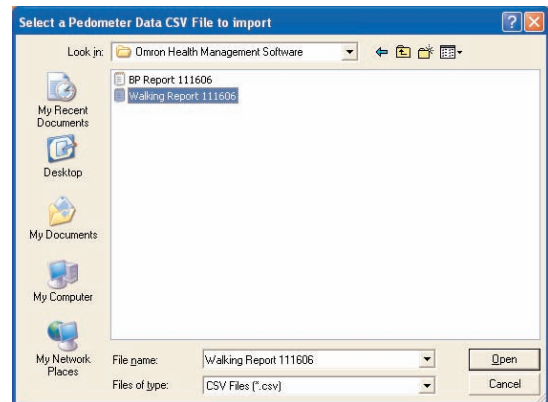 Select a Pedometer Data CSV File to import
Look in: Omron Health Management Software
BP Report 111606
Walking Report 111606
My Recent
Documents
Desktop
My Documents
My Computer
My Network
Places
File name: Walking Report 111606 Open
Files of type: CSV Files (*.csv) Cancel